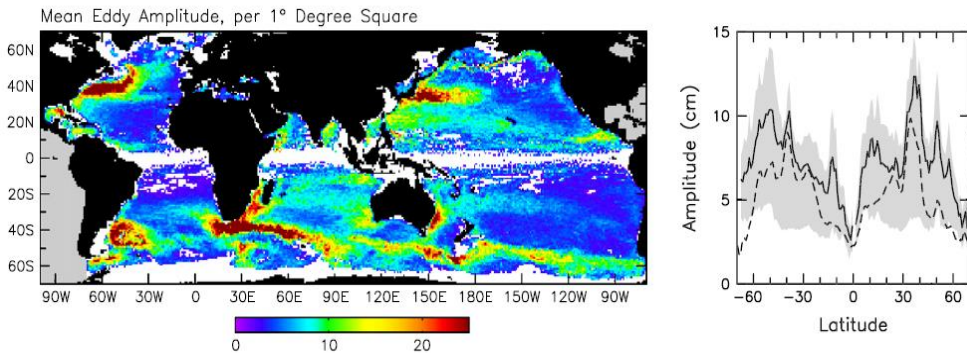 Mean Eddy Amplitude, per 1° Degree Square
60N
40N
20N
0
20S
40S
60S
90W 60W 30W 0 30E 60E 90E 120E 150E 180 150W 120W 90W
0 10 20
Amplitude (cm)
15
10
5
0
−60 −30 0 30 60
Latitude